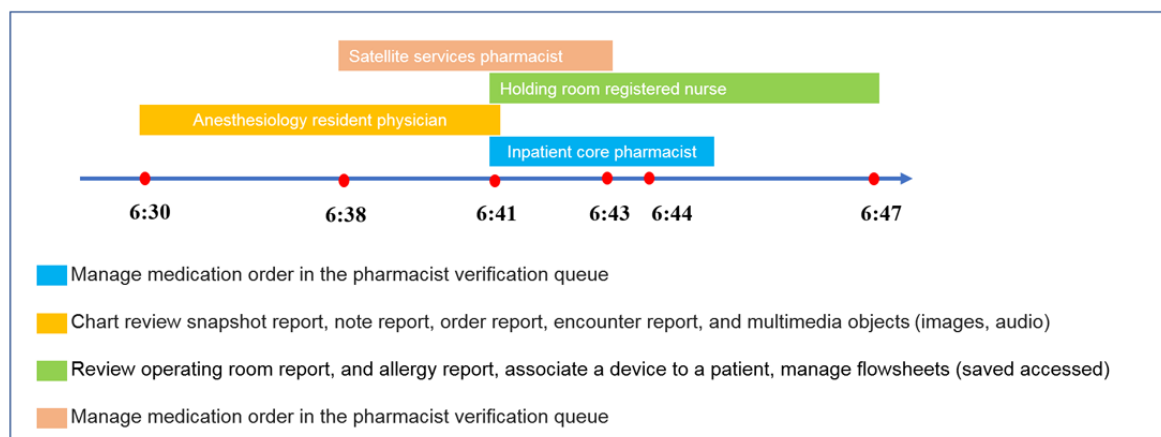 Satellite services pharmacist
Holding room registered nurse
Anesthesiology resident physician
Inpatient core pharmacist
6:30 6:38 6:41 6:43 6:44 6:47
Manage medication order in the pharmacist verification queue
Chart review snapshot report, note report, order report, encounter report, and multimedia objects (images, audio)
Review operating room report, and allergy report, associate a device to a patient, manage flowsheets (saved accessed)
Manage medication order in the pharmacist verification queue